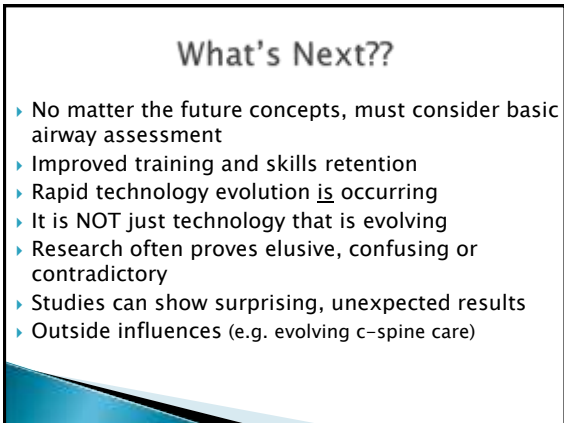 What's Next??
No matter the future concepts, must consider basic
airway assessment
Improved training and skills retention
Rapid technology evolution is occurring
It is NOT just technology that is evolving
Research often proves elusive, confusing or
contradictory
Studies can show surprising, unexpected results
Outside influences (e.g. evolving c-spine care)